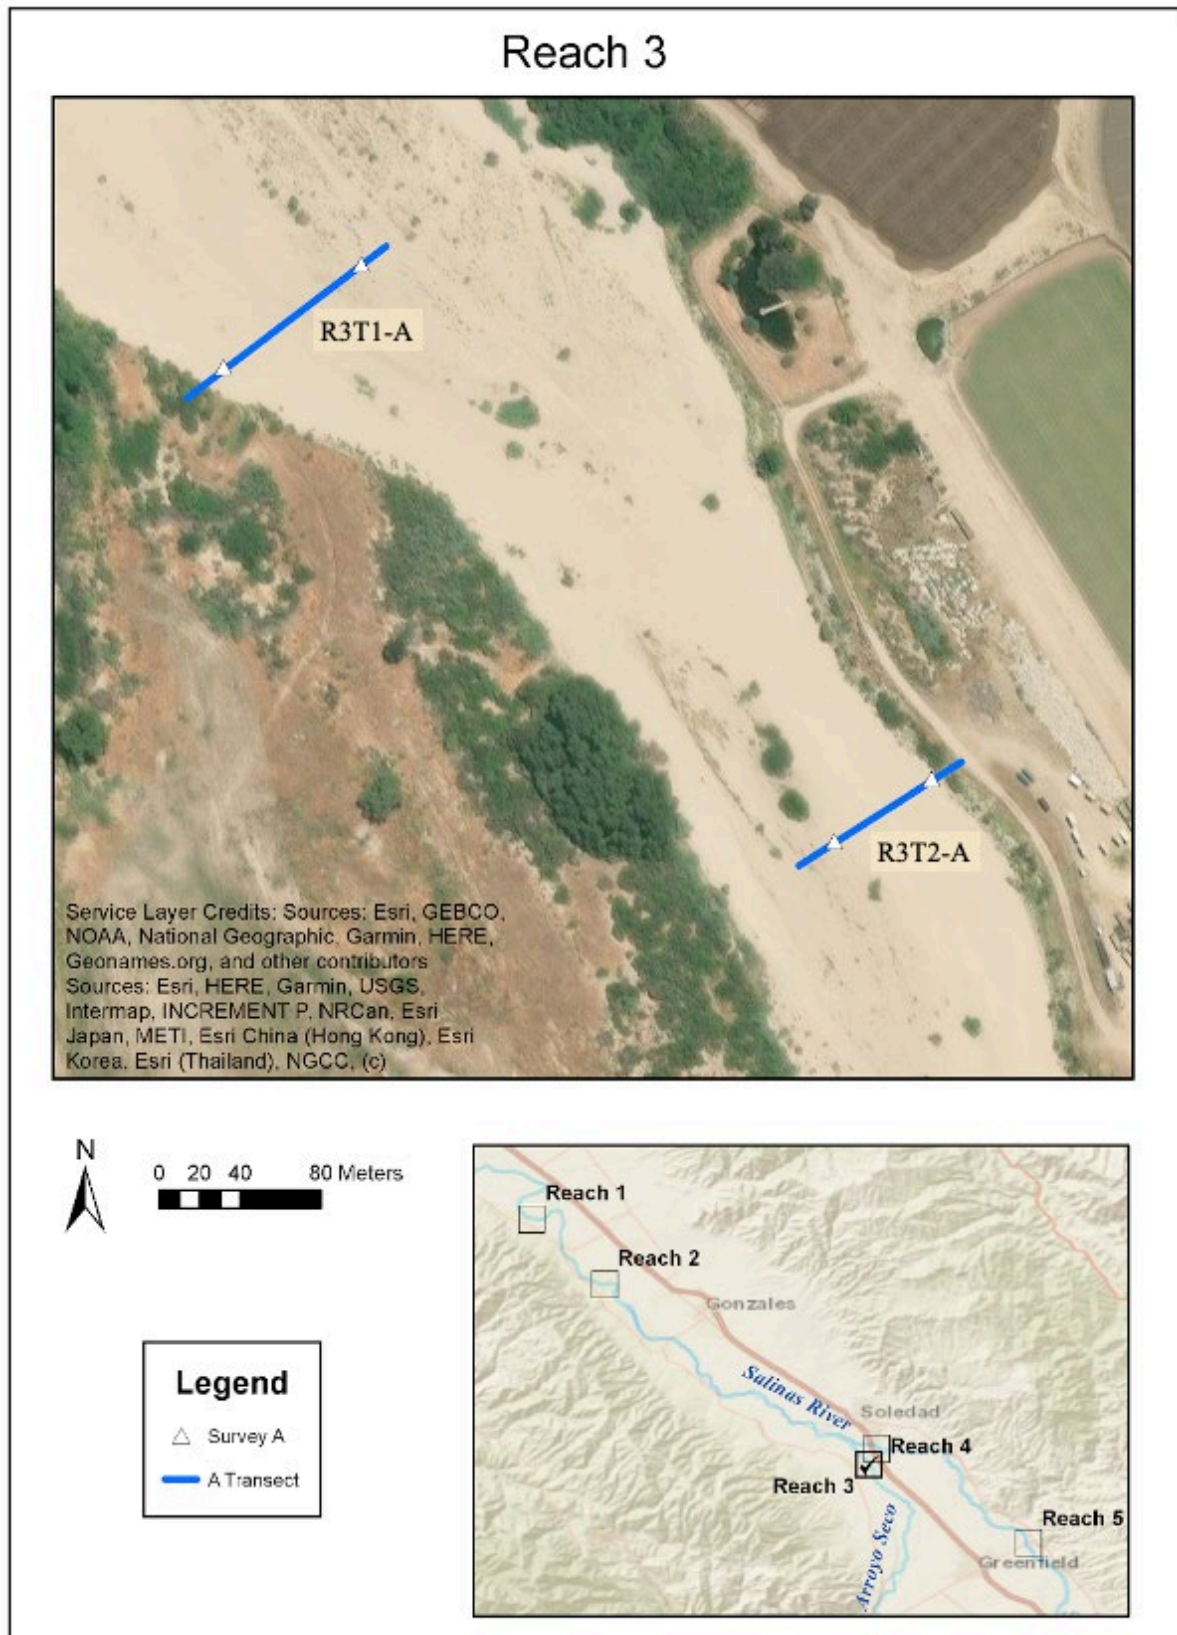 Reach 3
R3T1-A
R3T2-A
Service Layer Credits: Sources: Esri, GEBCO,
NOAA, National Geographic, Garmin, HERE,
Geonames.org, and other contributors
Sources: Esri, HERE, Garmin, USGS,
Intermap, INCREMENT P, NRCan, Esri
Japan, METI, Esri China (Hong Kong), Esri
Korea, Esri (Thailand), NGCC, (c)
N
0 20 40 80 Meters
Legend
Survey A
A Transect
Reach 1
Reach 2
Gonzales
Salinas River
Soledad
Reach 4
Reach 3
Arroyo Seco
Reach 5
Greenfield